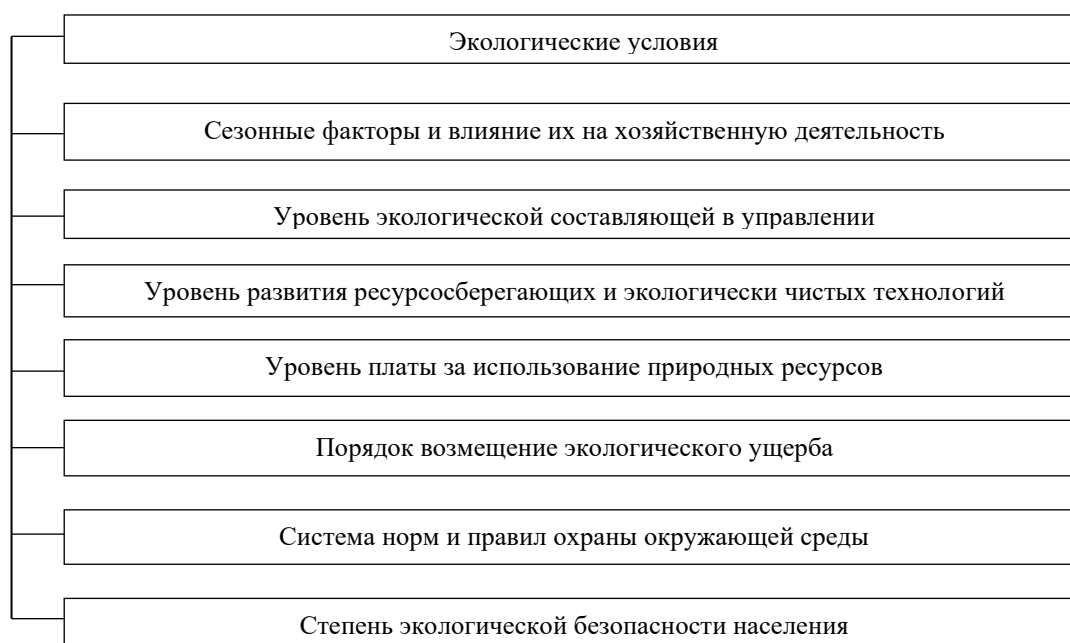 Экологические условия
Сезонные факторы и влияние их на хозяйственную деятельность
Уровень экологической составляющей в управлении
Уровень развития ресурсосберегающих и экологически чистых технологий
Уровень платы за использование природных ресурсов
Порядок возмещение экологического ущерба
Система норм и правил охраны окружающей среды
Степень экологической безопасности населения